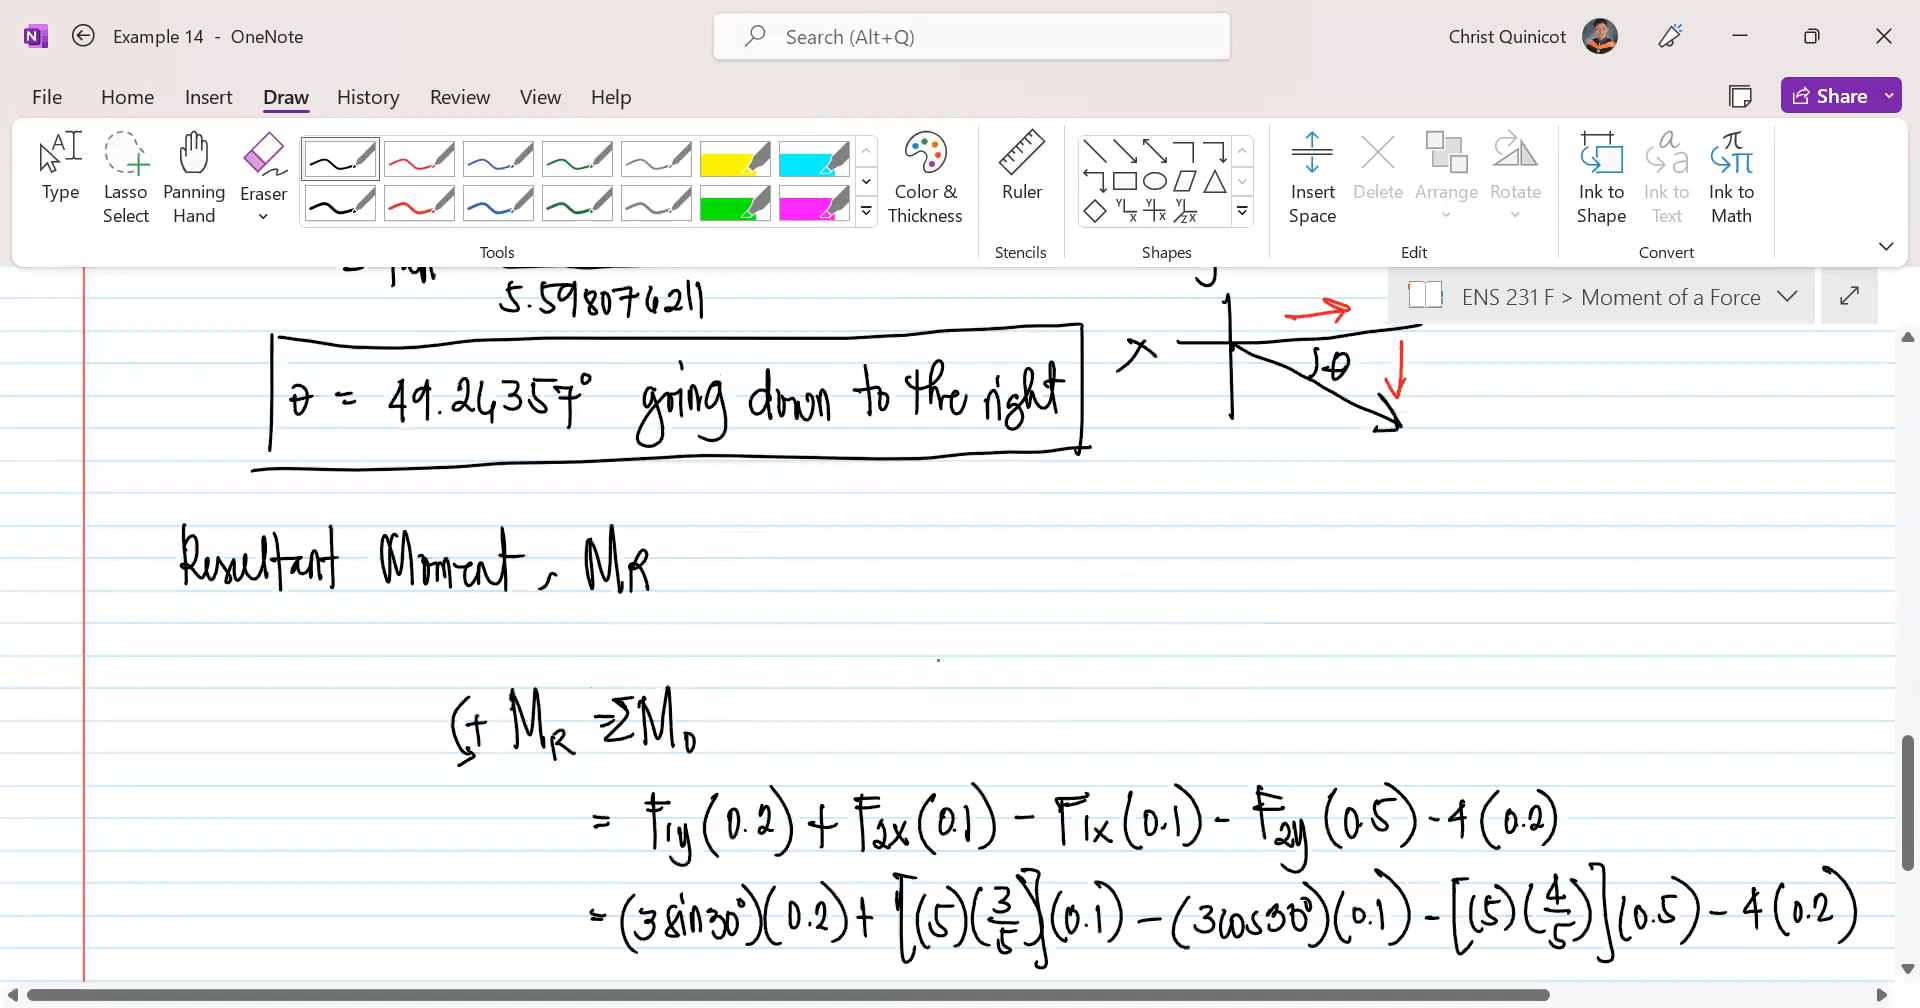 Example 14 - OneNote
Search (Alt+Q)
Christ Quinicot
File Home Insert Draw History Review View Help
Share
Type
Lasso Select
Panning Hand
Eraser
Color & Thickness
Ruler
Insert Space
Delete
Arrange
Rotate
Ink to Shape
Ink to Text
Ink to Math
Tools
Stencils
Shapes
Edit
Convert
ENS 231 F > Moment of a Force
5.598076211
θ = 49.24357° going down to the right
x
θ
Resultant Moment, MR
(+ MR = ΣMO
= F1y(0.2) + F2x(0.1) - F1x(0.1) - F2y(0.5) - 4(0.2)
= (3sin30°)(0.2) + [(5)(3/5)](0.1) - (3cos30°)(0.1) - [(5)(4/5)](0.5) - 4(0.2)